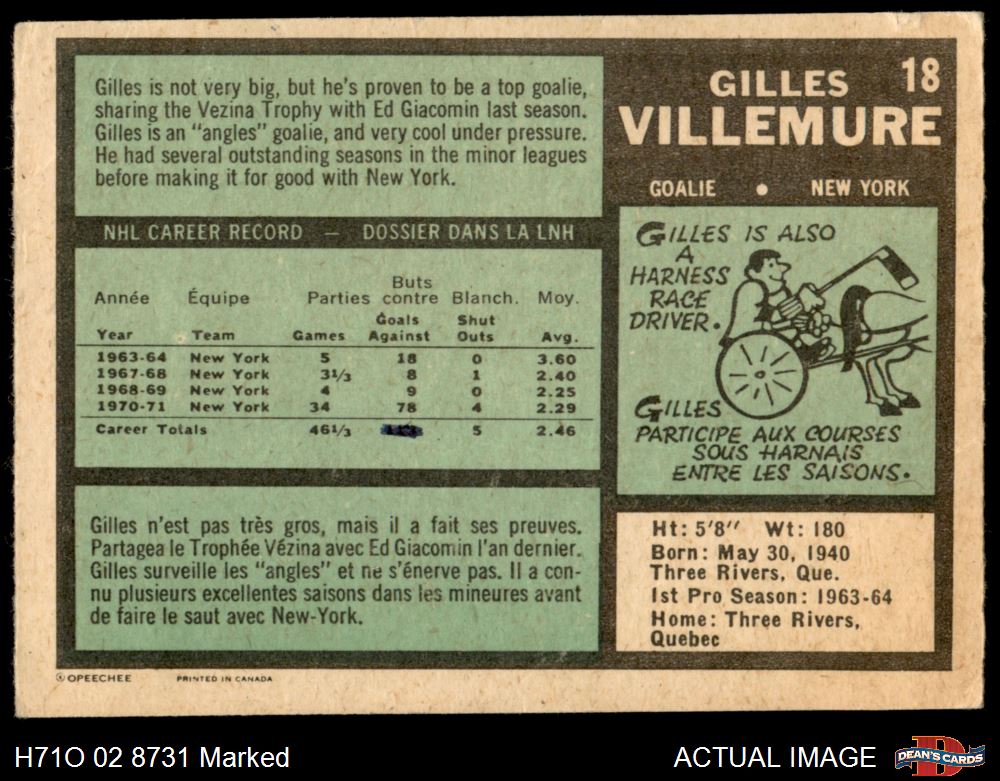 Gilles is not very big, but he's proven to be a top goalie,
sharing the Vezina Trophy with Ed Giacomin last season.
Gilles is an "angles" goalie, and very cool under pressure.
He had several outstanding seasons in the minor leagues
before making it for good with New York.
18
GILLES
VILLEMURE
GOALIE • NEW YORK
NHL CAREER RECORD — DOSSIER DANS LA LNH
Année Équipe Parties Buts contre Blanch. Moy.
Year Team Games Goals Against Shut Outs Avg.
1963-64 New York 5 18 0 3.60
1967-68 New York 3 1/3 8 1 2.40
1968-69 New York 4 9 0 2.25
1970-71 New York 34 78 4 2.29
Career Totals 46 1/3 5 2.46
GILLES IS ALSO
A
HARNESS
RACE
DRIVER.
GILLES
PARTICIPE AUX COURSES
SOUS HARNAIS
ENTRE LES SAISONS.
Gilles n'est pas très gros, mais il a fait ses preuves.
Partagea le Trophée Vézina avec Ed Giacomin l'an dernier.
Gilles surveille les "angles" et ne s'énerve pas. Il a con-
nu plusieurs excellentes saisons dans les mineures avant
de faire le saut avec New-York.
Ht: 5'8" Wt: 180
Born: May 30, 1940
Three Rivers, Que.
1st Pro Season: 1963-64
Home: Three Rivers,
Quebec
© OPEECHEE PRINTED IN CANADA
H71O 02 8731 Marked
ACTUAL IMAGE
DEAN'S CARDS